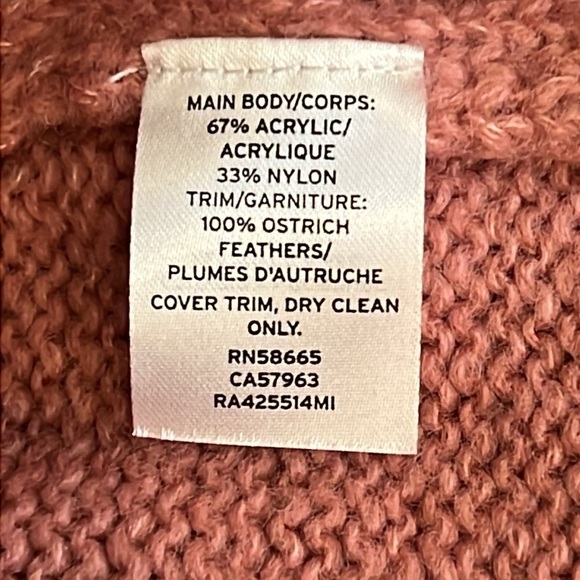 MAIN BODY/CORPS:
67% ACRYLIC/
ACRYLIQUE
33% NYLON
TRIM/GARNITURE:
100% OSTRICH
FEATHERS/
PLUMES D'AUTRUCHE
COVER TRIM, DRY CLEAN
ONLY.
RN58665
CA57963
RA425514MI